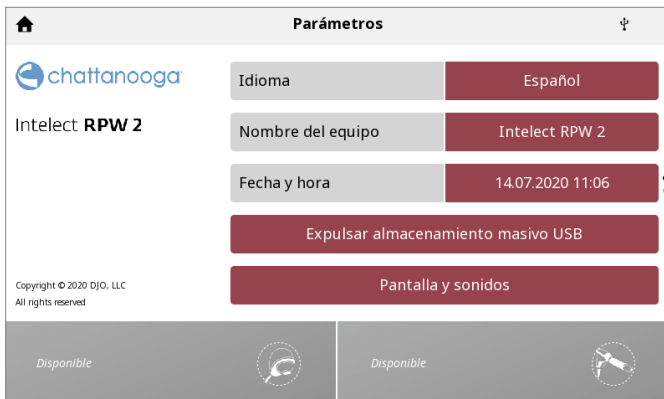 Parámetros
chattanooga
Intelect RPW 2
Idioma
Español
Nombre del equipo
Intelect RPW 2
Fecha y hora
14.07.2020 11:06
Expulsar almacenamiento masivo USB
Pantalla y sonidos
Copyright © 2020 DJO, LLC
All rights reserved
Disponible
Disponible